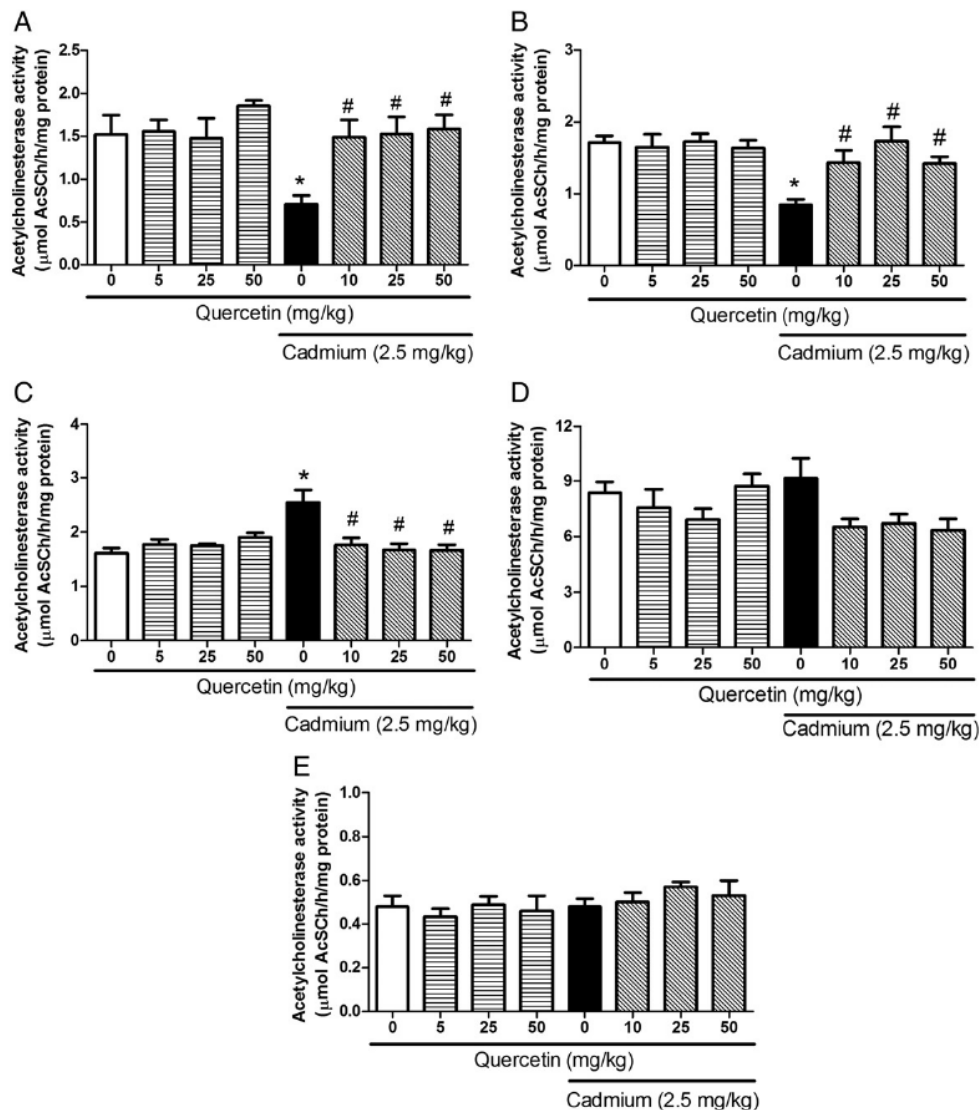 A
Acetylcholinesterase activity
(μmol AcSCh/h/mg protein)
2.5
2.0
1.5
1.0
0.5
0.0
# # #
*
0 5 25 50 0 10 25 50
Quercetin (mg/kg)
Cadmium (2.5 mg/kg)
B
Acetylcholinesterase activity
(μmol AcSCh/h/mg protein)
3
2
1
0
# # #
*
0 5 25 50 0 10 25 50
Quercetin (mg/kg)
Cadmium (2.5 mg/kg)
C
Acetylcholinesterase activity
(μmol AcSCh/h/mg protein)
4
3
2
1
0
*
# # #
0 5 25 50 0 10 25 50
Quercetin (mg/kg)
Cadmium (2.5 mg/kg)
D
Acetylcholinesterase activity
(μmol AcSCh/h/mg protein)
12
9
6
3
0
0 5 25 50 0 10 25 50
Quercetin (mg/kg)
Cadmium (2.5 mg/kg)
E
Acetylcholinesterase activity
(μmol AcSCh/h/mg protein)
1.0
0.8
0.6
0.4
0.2
0.0
0 5 25 50 0 10 25 50
Quercetin (mg/kg)
Cadmium (2.5 mg/kg)